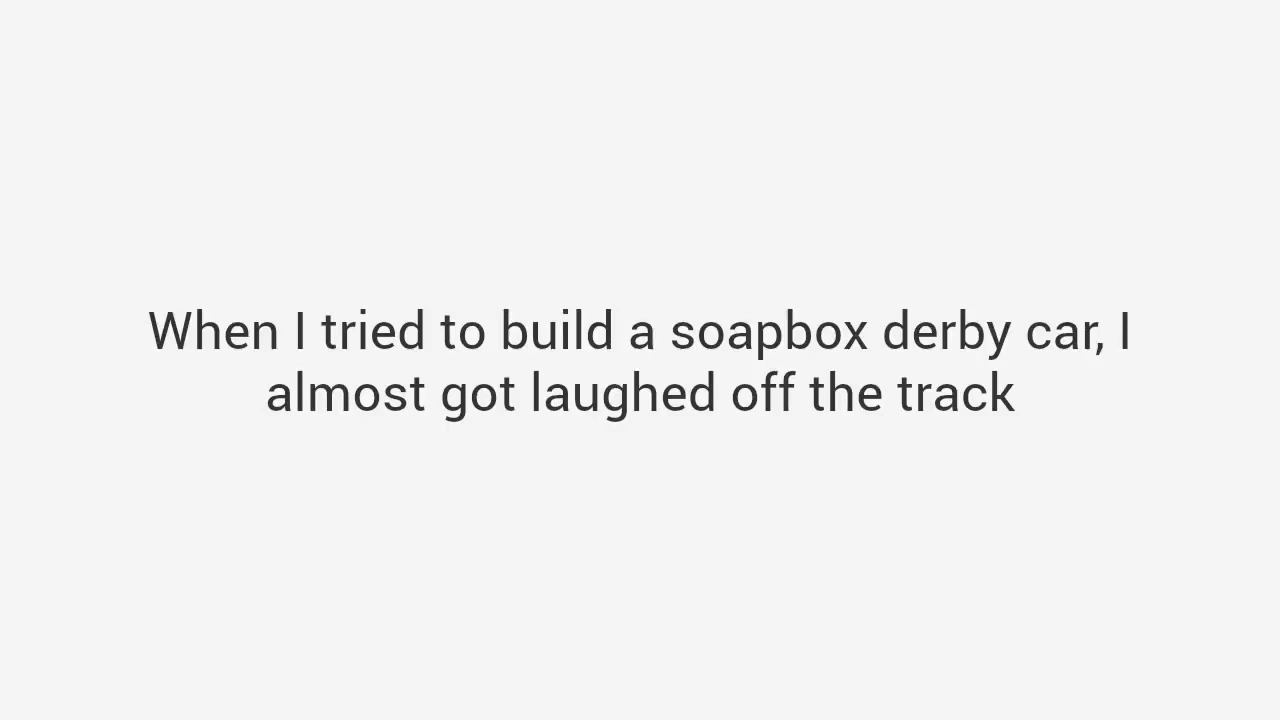 When I tried to build a soapbox derby car, I
almost got laughed off the track